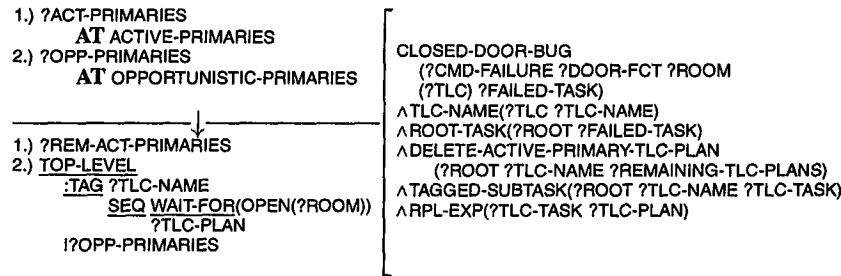 1.) ?ACT-PRIMARIES
AT ACTIVE-PRIMARIES
2.) ?OPP-PRIMARIES
AT OPPORTUNISTIC-PRIMARIES
1.) ?REM-ACT-PRIMARIES
2.) TOP-LEVEL
:TAG ?TLC-NAME
SEQ WAIT-FOR(OPEN(?ROOM))
?TLC-PLAN
!?OPP-PRIMARIES
CLOSED-DOOR-BUG
(?CMD-FAILURE ?DOOR-FCT ?ROOM
(?TLC) ?FAILED-TASK)
∧TLC-NAME(?TLC ?TLC-NAME)
∧ROOT-TASK(?ROOT ?FAILED-TASK)
∧DELETE-ACTIVE-PRIMARY-TLC-PLAN
(?ROOT ?TLC-NAME ?REMAINING-TLC-PLANS)
∧TAGGED-SUBTASK(?ROOT ?TLC-NAME ?TLC-TASK)
∧RPL-EXP(?TLC-TASK ?TLC-PLAN)